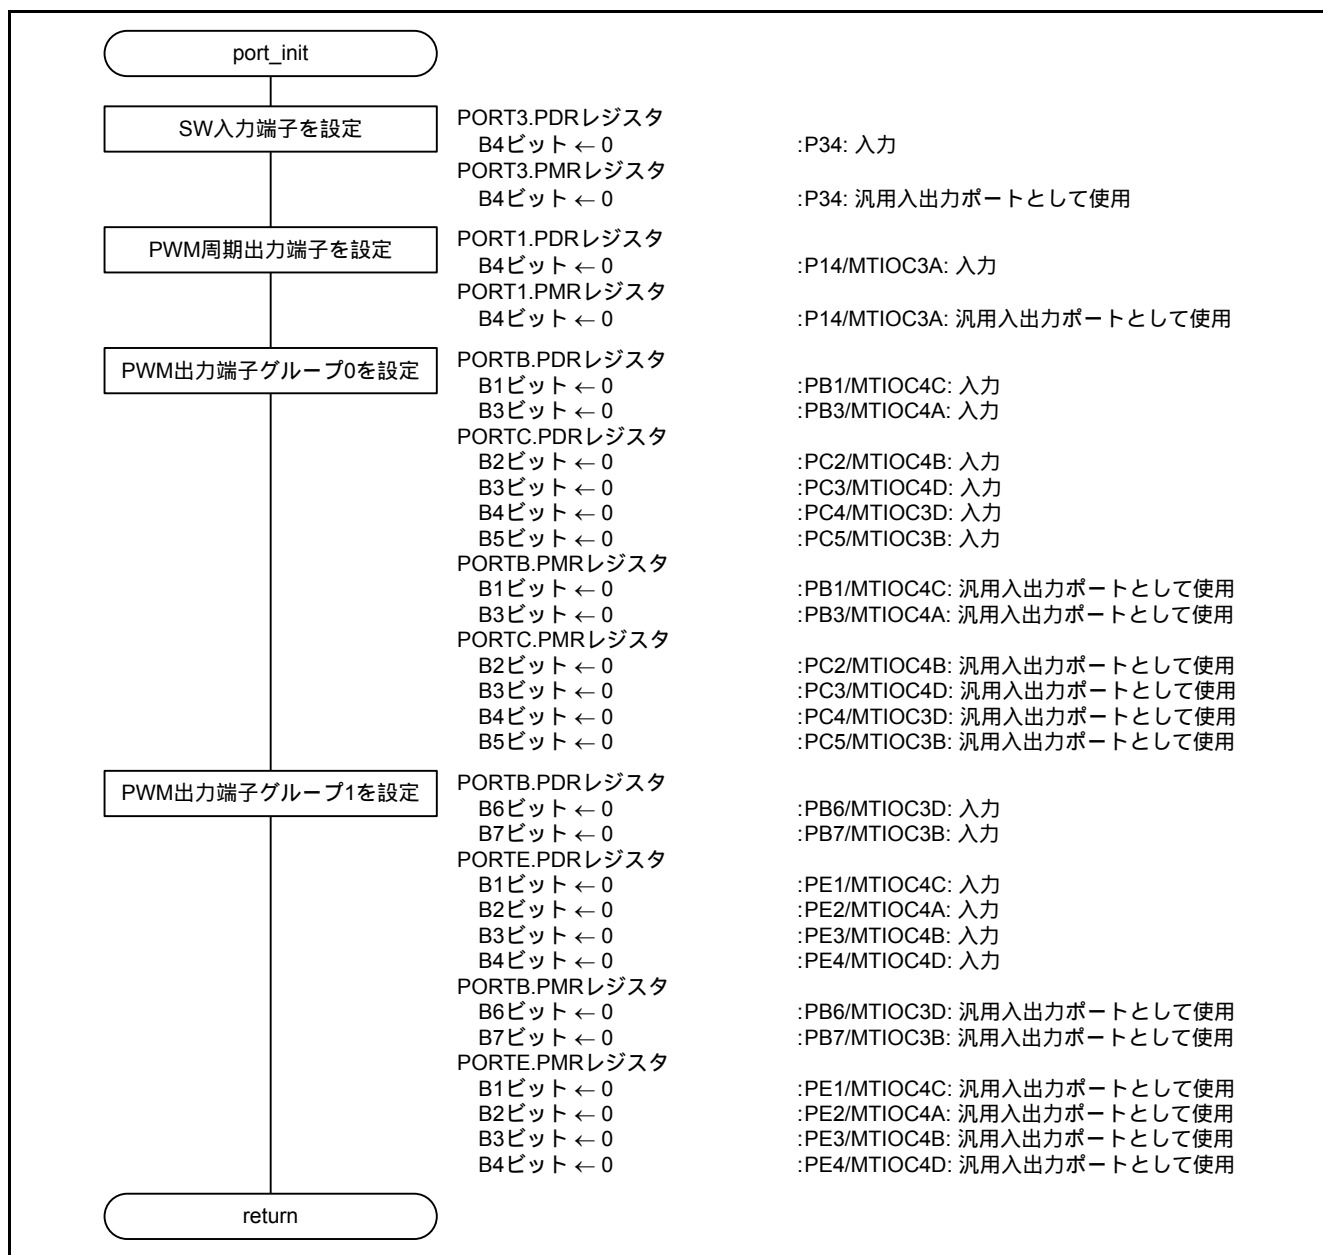 port_init
SW入力端子を設定
PORT3.PDRレジスタ
B4ビット ← 0 :P34: 入力
PORT3.PMRレジスタ
B4ビット ← 0 :P34: 汎用入出力ポートとして使用
PWM周期出力端子を設定
PORT1.PDRレジスタ
B4ビット ← 0 :P14/MTIOC3A: 入力
PORT1.PMRレジスタ
B4ビット ← 0 :P14/MTIOC3A: 汎用入出力ポートとして使用
PWM出力端子グループ0を設定
PORTB.PDRレジスタ
B1ビット ← 0 :PB1/MTIOC4C: 入力
B3ビット ← 0 :PB3/MTIOC4A: 入力
PORTC.PDRレジスタ
B2ビット ← 0 :PC2/MTIOC4B: 入力
B3ビット ← 0 :PC3/MTIOC4D: 入力
B4ビット ← 0 :PC4/MTIOC3D: 入力
B5ビット ← 0 :PC5/MTIOC3B: 入力
PORTB.PMRレジスタ
B1ビット ← 0 :PB1/MTIOC4C: 汎用入出力ポートとして使用
B3ビット ← 0 :PB3/MTIOC4A: 汎用入出力ポートとして使用
PORTC.PMRレジスタ
B2ビット ← 0 :PC2/MTIOC4B: 汎用入出力ポートとして使用
B3ビット ← 0 :PC3/MTIOC4D: 汎用入出力ポートとして使用
B4ビット ← 0 :PC4/MTIOC3D: 汎用入出力ポートとして使用
B5ビット ← 0 :PC5/MTIOC3B: 汎用入出力ポートとして使用
PWM出力端子グループ1を設定
PORTB.PDRレジスタ
B6ビット ← 0 :PB6/MTIOC3D: 入力
B7ビット ← 0 :PB7/MTIOC3B: 入力
PORTE.PDRレジスタ
B1ビット ← 0 :PE1/MTIOC4C: 入力
B2ビット ← 0 :PE2/MTIOC4A: 入力
B3ビット ← 0 :PE3/MTIOC4B: 入力
B4ビット ← 0 :PE4/MTIOC4D: 入力
PORTB.PMRレジスタ
B6ビット ← 0 :PB6/MTIOC3D: 汎用入出力ポートとして使用
B7ビット ← 0 :PB7/MTIOC3B: 汎用入出力ポートとして使用
PORTE.PMRレジスタ
B1ビット ← 0 :PE1/MTIOC4C: 汎用入出力ポートとして使用
B2ビット ← 0 :PE2/MTIOC4A: 汎用入出力ポートとして使用
B3ビット ← 0 :PE3/MTIOC4B: 汎用入出力ポートとして使用
B4ビット ← 0 :PE4/MTIOC4D: 汎用入出力ポートとして使用
return